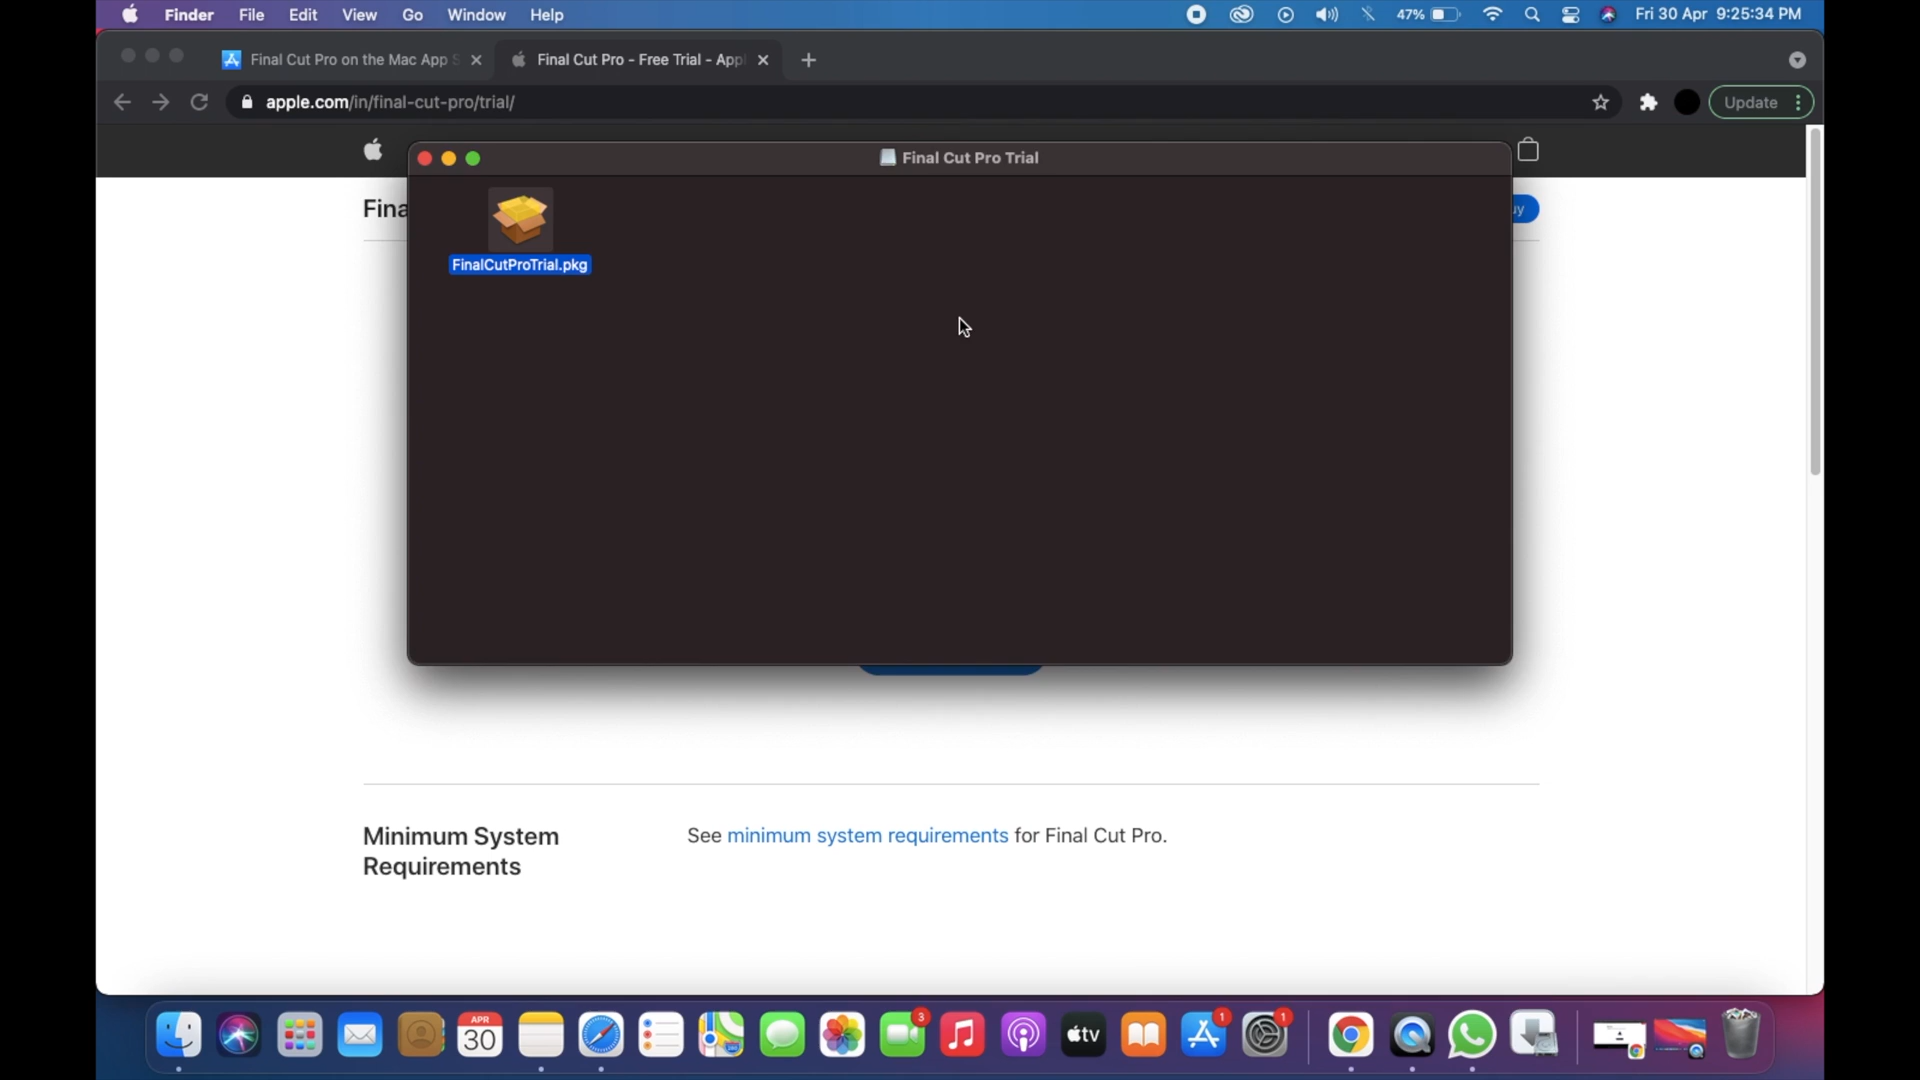 Finder File Edit View Go Window Help 47% Fri 30 Apr 9:25:34 PM
Final Cut Pro on the Mac App S Final Cut Pro - Free Trial - Appl
apple.com/in/final-cut-pro/trial/ Update
Final Cut Pro Trial
Fina
uy
FinalCutProTrial.pkg
Minimum System
Requirements
See minimum system requirements for Final Cut Pro.
APR
30
3
tv
1
1